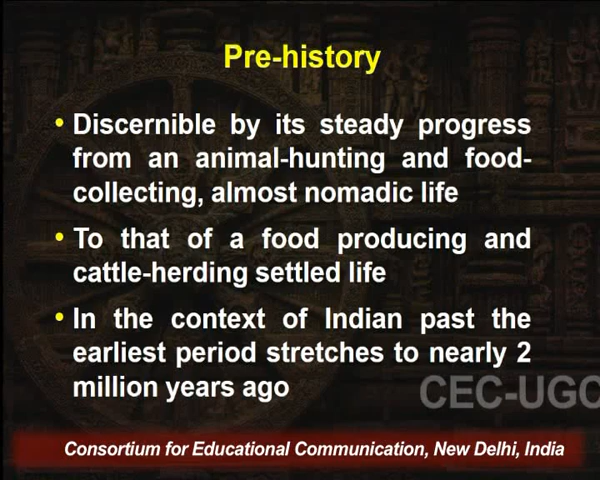 Pre-history
• Discernible by its steady progress
from an animal-hunting and food-
collecting, almost nomadic life
• To that of a food producing and
cattle-herding settled life
• In the context of Indian past the
earliest period stretches to nearly 2
million years ago
CEC-UGC
Consortium for Educational Communication, New Delhi, India